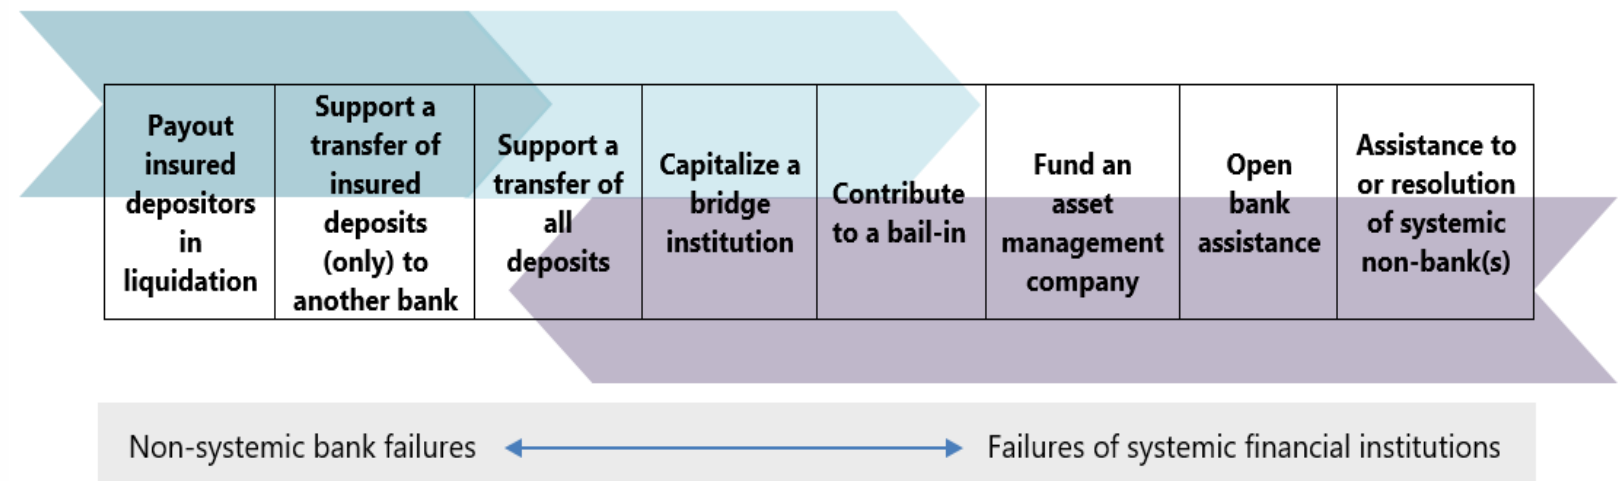 Payout
insured
depositors
in
liquidation
Support a
transfer of
insured
deposits
(only) to
another bank
Support a
transfer of
all
deposits
Capitalize a
bridge
institution
Contribute
to a bail-in
Fund an
asset
management
company
Open
bank
assistance
Assistance to
or resolution
of systemic
non-bank(s)
Non-systemic bank failures
Failures of systemic financial institutions